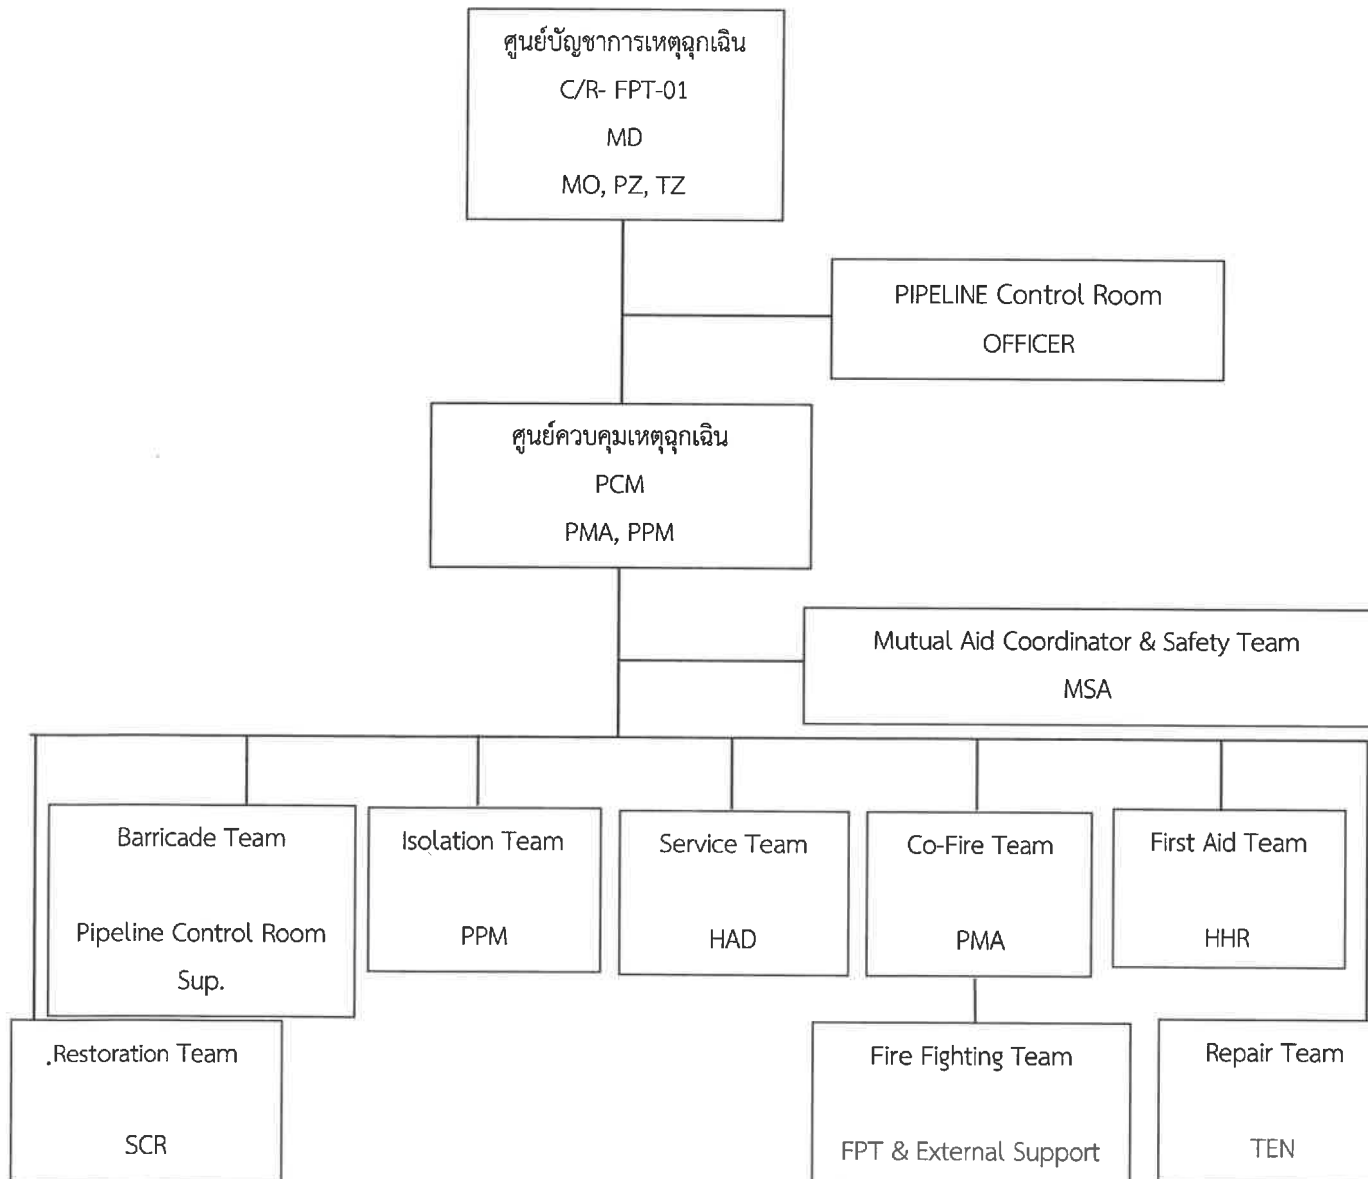 ศูนย์บัญชาการเหตุฉุกเฉิน
C/R- FPT-01
MD
MO, PZ, TZ
PIPELINE Control Room
OFFICER
ศูนย์ควบคุมเหตุฉุกเฉิน
PCM
PMA, PPM
Mutual Aid Coordinator & Safety Team
MSA
Barricade Team
Pipeline Control Room
Sup.
Isolation Team
PPM
Service Team
HAD
Co-Fire Team
PMA
First Aid Team
HHR
.Restoration Team
SCR
Fire Fighting Team
FPT & External Support
Repair Team
TEN